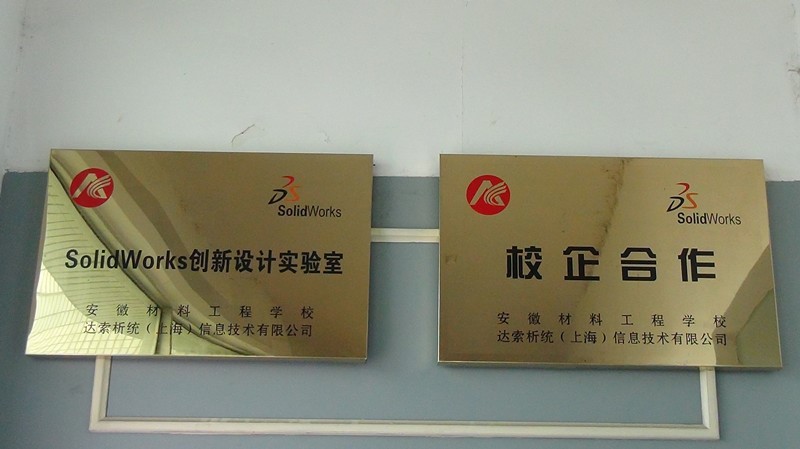 SolidWorks
SolidWorks创新设计实验室
安徽材料工程学校
达索析统（上海）信息技术有限公司
SolidWorks
校企合作
安徽材料工程学校
达索析统（上海）信息技术有限公司